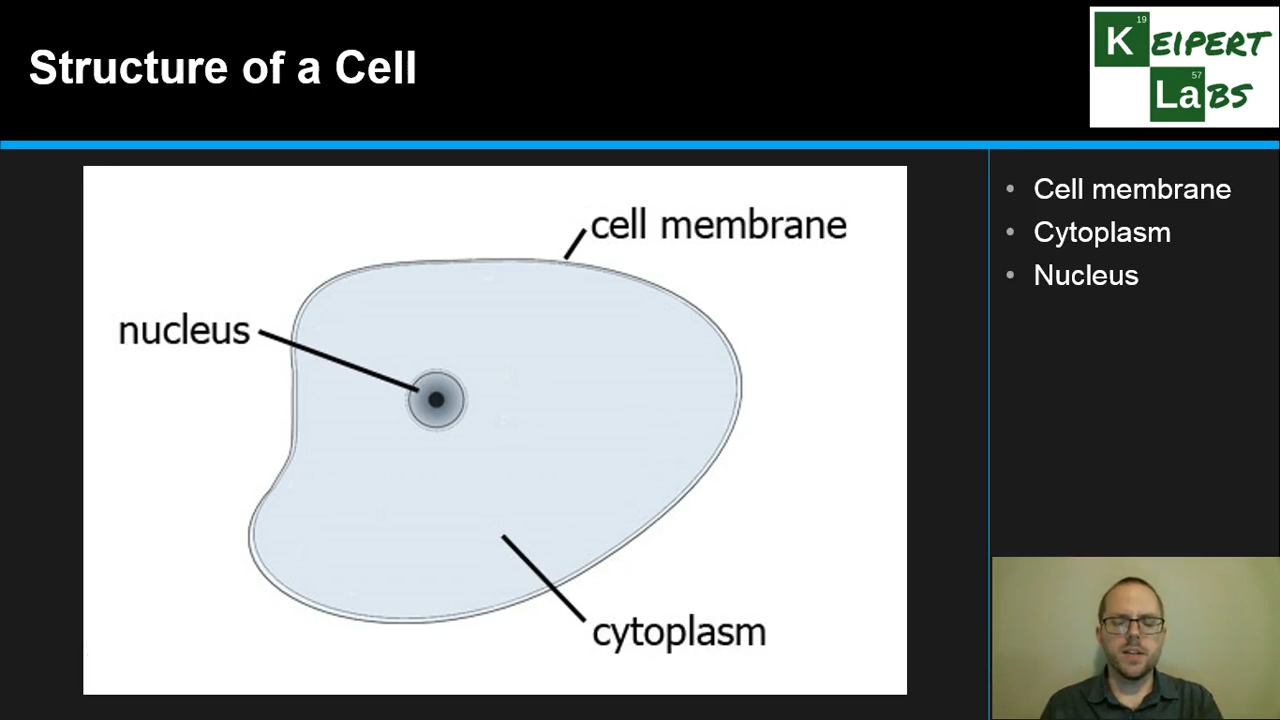 Structure of a Cell
19
KEIPERT
57
LaBS
cell membrane
nucleus
cytoplasm
• Cell membrane
• Cytoplasm
• Nucleus